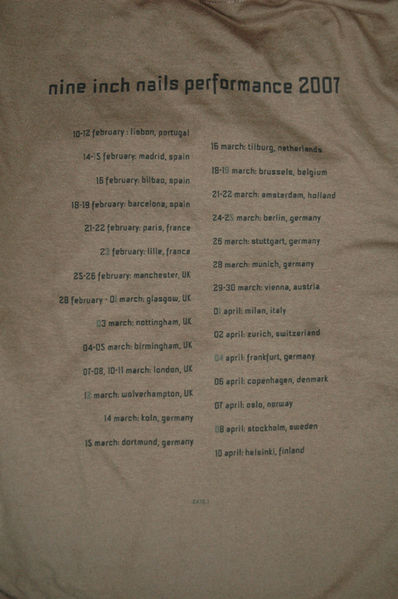 nine inch nails performance 2007
10-12 february : lisbon, portugal
14-15 february: madrid, spain
16 february: bilbao, spain
18-19 february: barcelona, spain
21-22 february: paris, france
23 february: lille, france
25-26 february: manchester, UK
28 february - 01 march: glasgow, UK
03 march: nottingham, UK
04-05 march: birmingham, UK
07-08, 10-11 march: london, UK
12 march: wolverhampton, UK
14 march: koln, germany
15 march: dortmund, germany
16 march: tilburg, netherlands
18-19 march: brussels, belgium
21-22 march: amsterdam, holland
24-25 march: berlin, germany
26 march: stuttgart, germany
28 march: munich, germany
29-30 march: vienna, austria
01 april: milan, italy
02 april: zurich, switzerland
04 april: frankfurt, germany
06 april: copenhagen, denmark
07 april: oslo, norway
08 april: stockholm, sweden
10 april: helsinki, finland